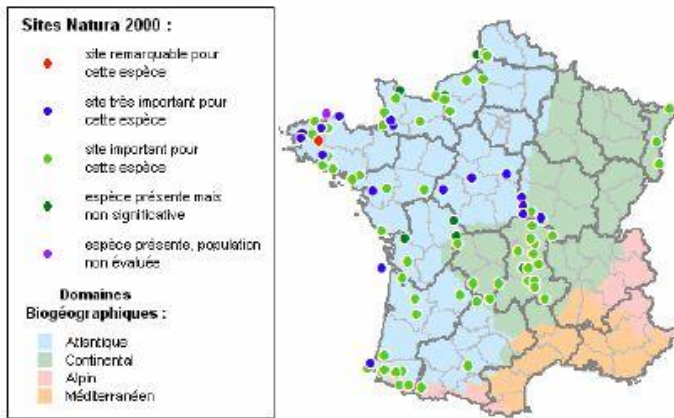 Sites Natura 2000 :
site remarquable pour
cette espèce
site très important pour
cette espèce
site important pour
cette espèce
espèce présente mais
non significative
espèce présente, population
non évaluée
Domaines
Biogéographiques :
Atlantique
Continental
Alpin
Méditerranéen